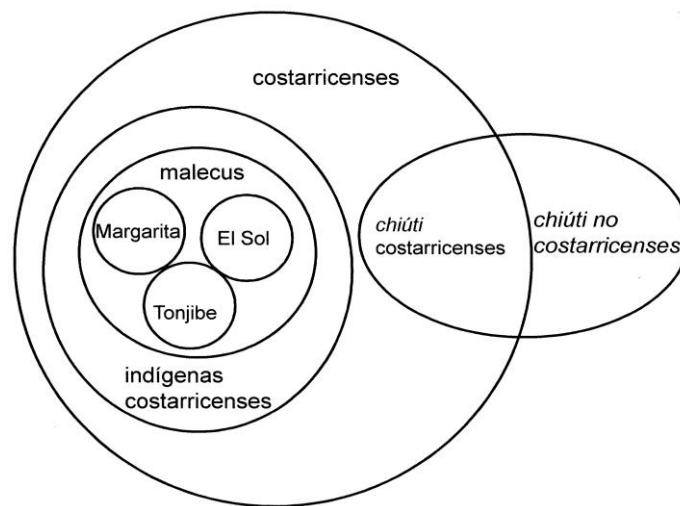 costarricenses
malecus
Margarita
El Sol
Tonjibe
indígenas
costarricenses
chiúti
costarricenses
chiúti no
costarricenses